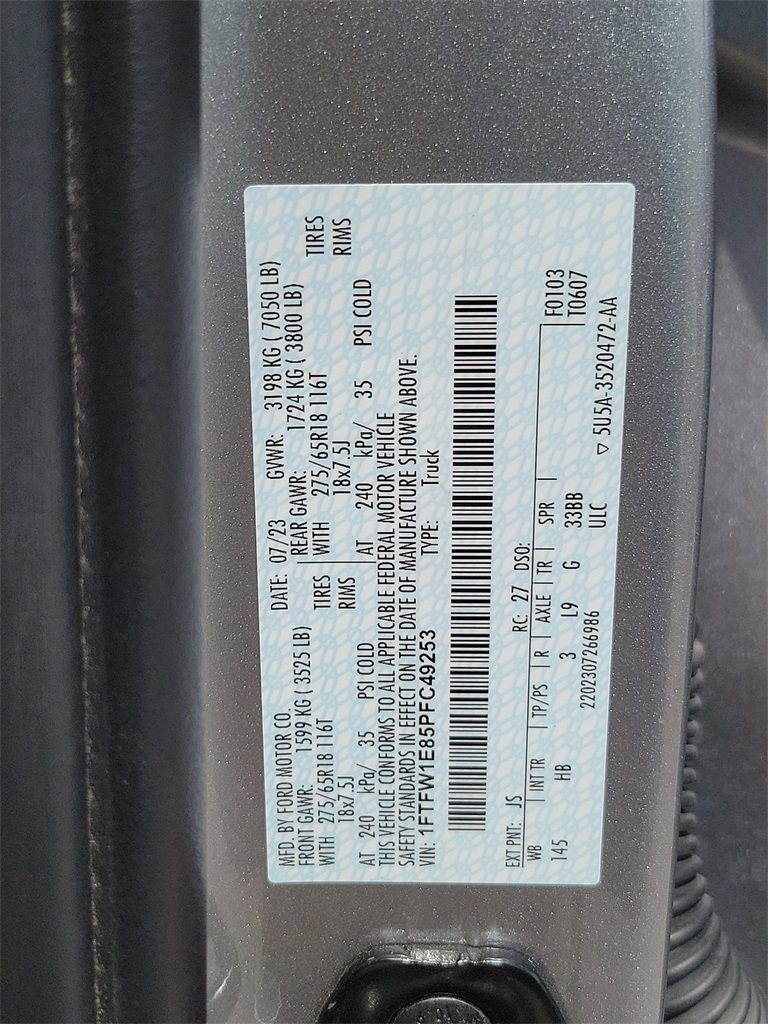 MFD. BY FORD MOTOR CO.
DATE: 07/23 GVWR: 3198 KG ( 7050 LB)
FRONT GAWR: 1599 KG ( 3525 LB) REAR GAWR: 1724 KG ( 3800 LB)
WITH 275/65R18 116T TIRES WITH 275/65R18 116T TIRES
18x7.5J RIMS 18x7.5J RIMS
AT 240 kPa/ 35 PSI COLD AT 240 kPa/ 35 PSI COLD
THIS VEHICLE CONFORMS TO ALL APPLICABLE FEDERAL MOTOR VEHICLE
SAFETY STANDARDS IN EFFECT ON THE DATE OF MANUFACTURE SHOWN ABOVE.
VIN: 1FTFW1E85PFC49253 TYPE: Truck
EXT PNT: JS RC: 27 DSO:
WB INT TR TP/PS R AXLE TR SPR F0103
145 HB 3 L9 G 33BB T0607
2202307266986 ULC ▽ 5U5A-3520472-AA